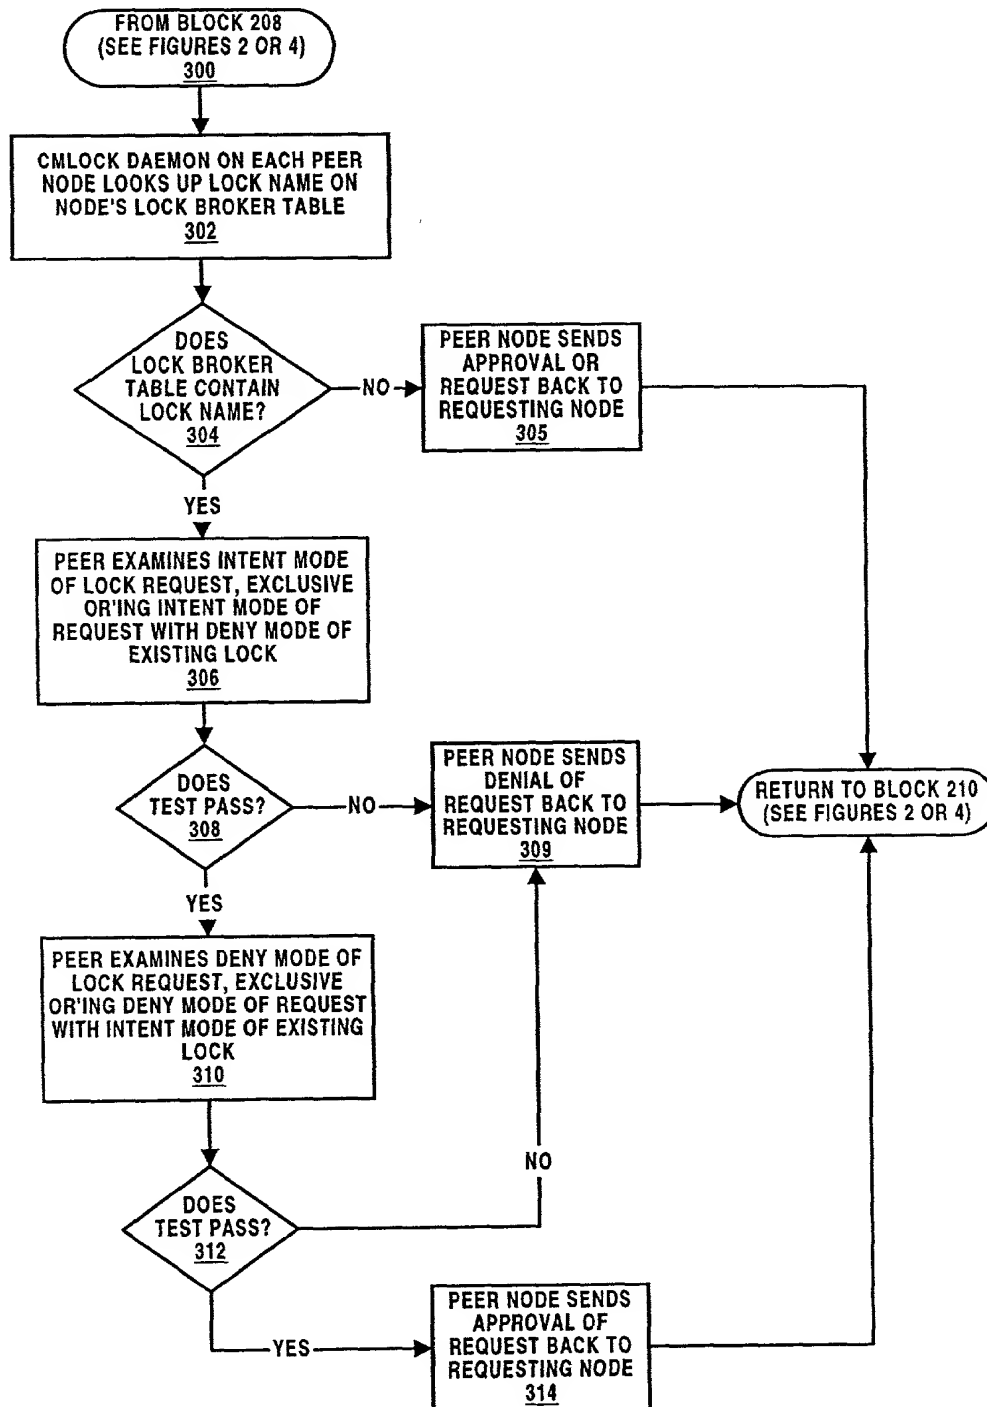 FROM BLOCK 208
(SEE FIGURES 2 OR 4)
300
CMLOCK DAEMON ON EACH PEER
NODE LOOKS UP LOCK NAME ON
NODE'S LOCK BROKER TABLE
302
DOES
LOCK BROKER
TABLE CONTAIN
LOCK NAME?
304
NO
PEER NODE SENDS
APPROVAL OR
REQUEST BACK TO
REQUESTING NODE
305
YES
PEER EXAMINES INTENT MODE
OF LOCK REQUEST, EXCLUSIVE
OR'ING INTENT MODE OF
REQUEST WITH DENY MODE OF
EXISTING LOCK
306
DOES
TEST PASS?
308
NO
PEER NODE SENDS
DENIAL OF
REQUEST BACK TO
REQUESTING NODE
309
RETURN TO BLOCK 210
(SEE FIGURES 2 OR 4)
YES
PEER EXAMINES DENY MODE OF
LOCK REQUEST, EXCLUSIVE
OR'ING DENY MODE OF REQUEST
WITH INTENT MODE OF EXISTING
LOCK
310
NO
DOES
TEST PASS?
312
YES
PEER NODE SENDS
APPROVAL OF
REQUEST BACK TO
REQUESTING NODE
314